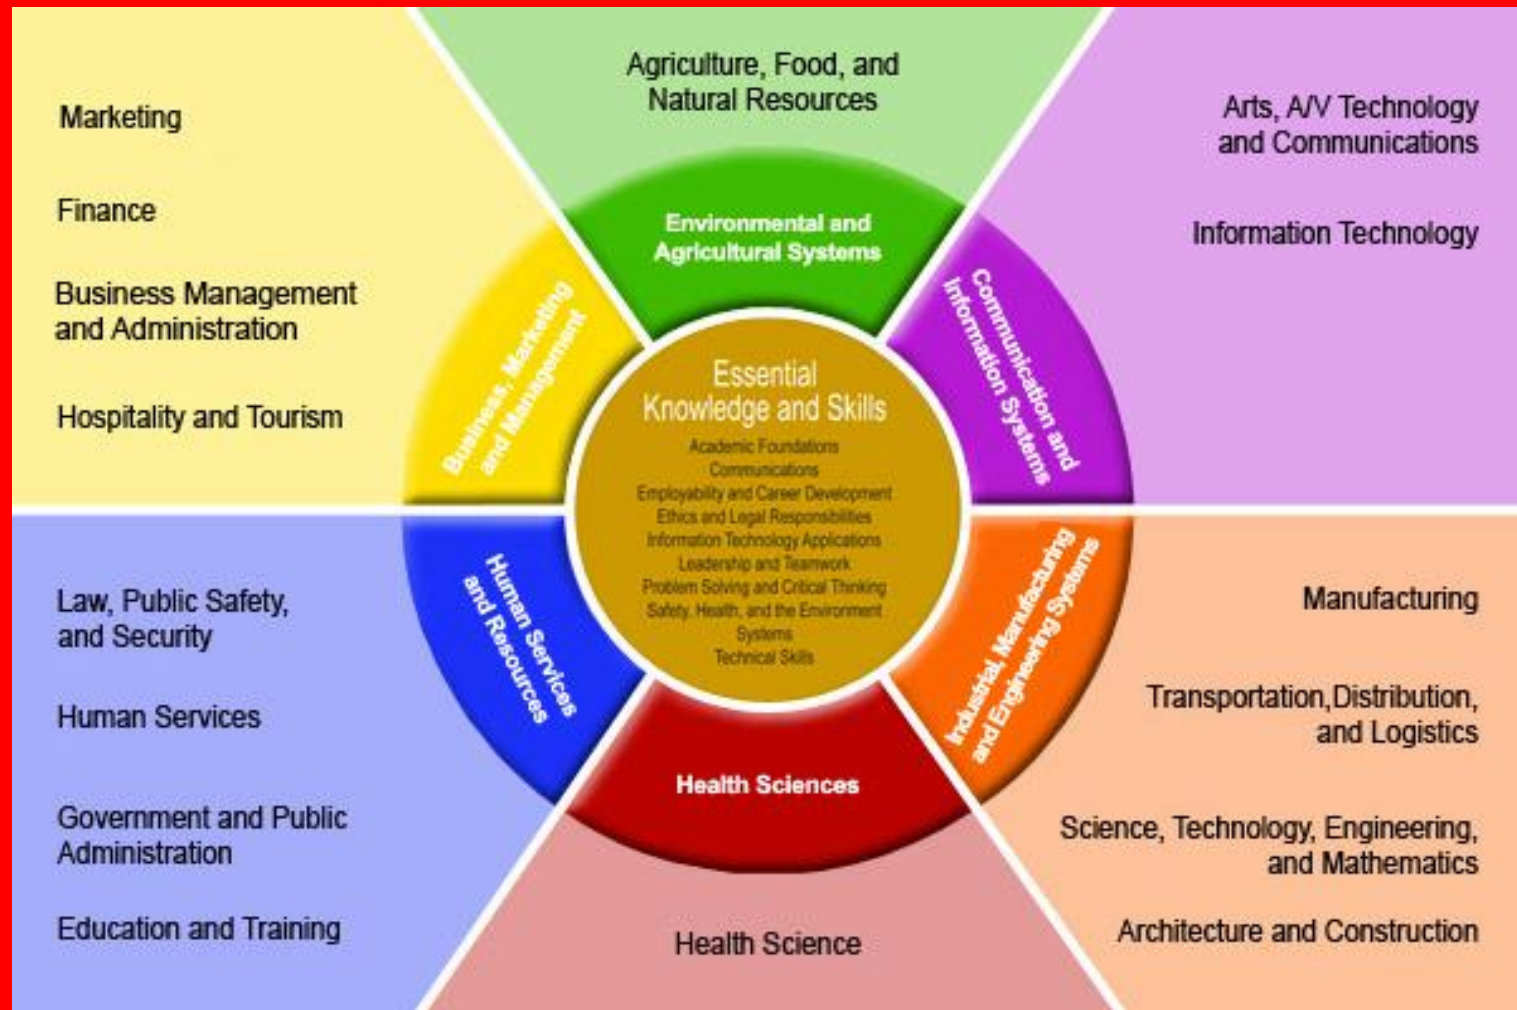 Agriculture, Food, and
Natural Resources
Marketing
Finance
Business Management
and Administration
Hospitality and Tourism
Arts, A/V Technology
and Communications
Information Technology
Environmental and
Agricultural Systems
Business, Marketing
and Management
Communication and
Information Systems
Essential
Knowledge and Skills
Academic Foundations
Communications
Employability and Career Development
Ethics and Legal Responsibilities
Information Technology Applications
Leadership and Teamwork
Problem Solving and Critical Thinking
Safety, Health, and the Environment
Systems
Technical Skills
Human Services
and Resources
Industrial, Manufacturing
and Engineering Systems
Health Sciences
Law, Public Safety,
and Security
Human Services
Government and Public
Administration
Education and Training
Health Science
Manufacturing
Transportation,Distribution,
and Logistics
Science, Technology, Engineering,
and Mathematics
Architecture and Construction